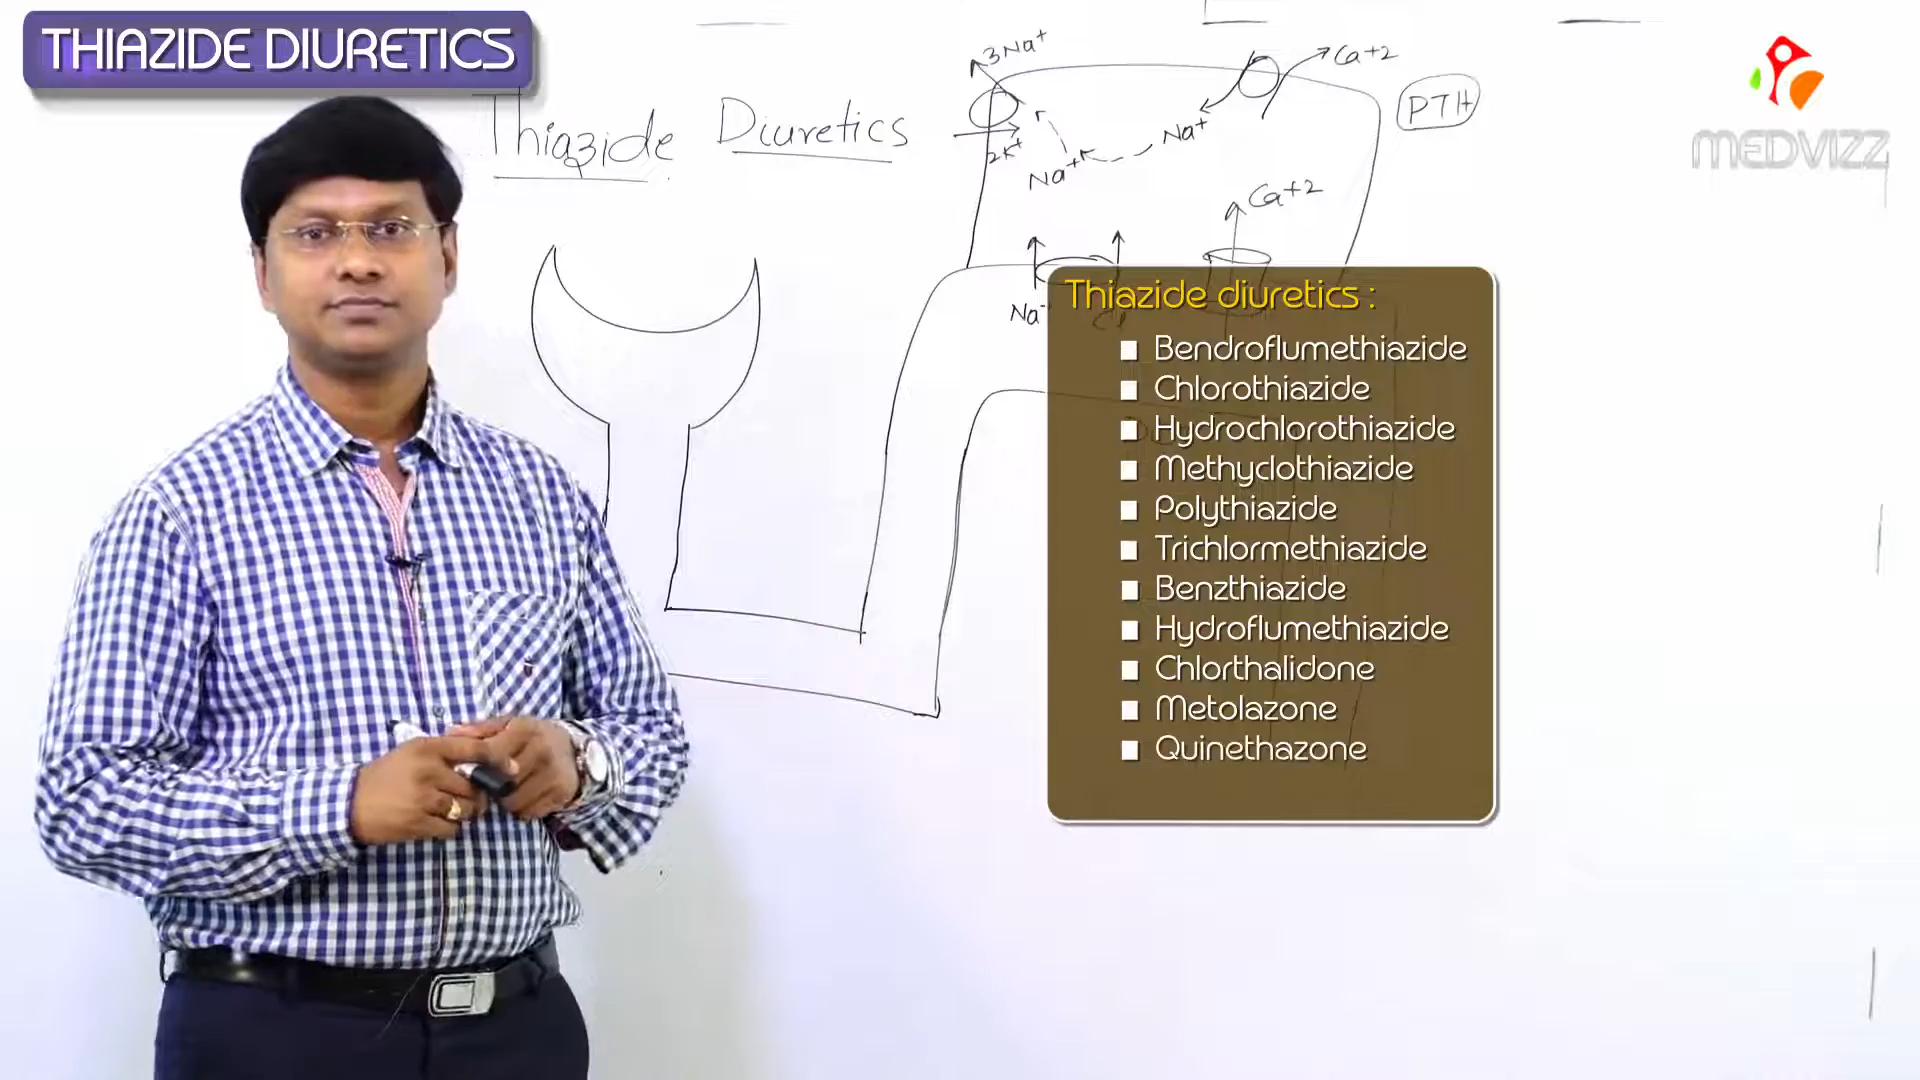 THIAZIDE DIURETICS
Thiazide Diuretics
3Na+
2K+
Na+
Na+
Ca+2
PTH
MEDVIZZ
Ca+2
Na+
Cl
Thiazide diuretics :
Bendroflumethiazide
Chlorothiazide
Hydrochlorothiazide
Methyclothiazide
Polythiazide
Trichlormethiazide
Benzthiazide
Hydroflumethiazide
Chlorthalidone
Metolazone
Quinethazone